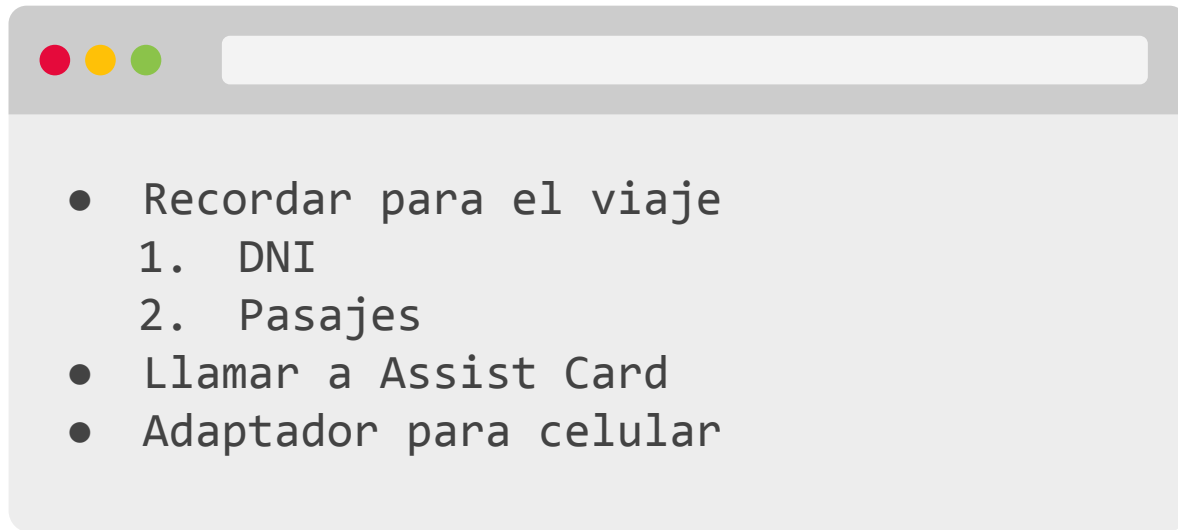 ● Recordar para el viaje
1. DNI
2. Pasajes
● Llamar a Assist Card
● Adaptador para celular